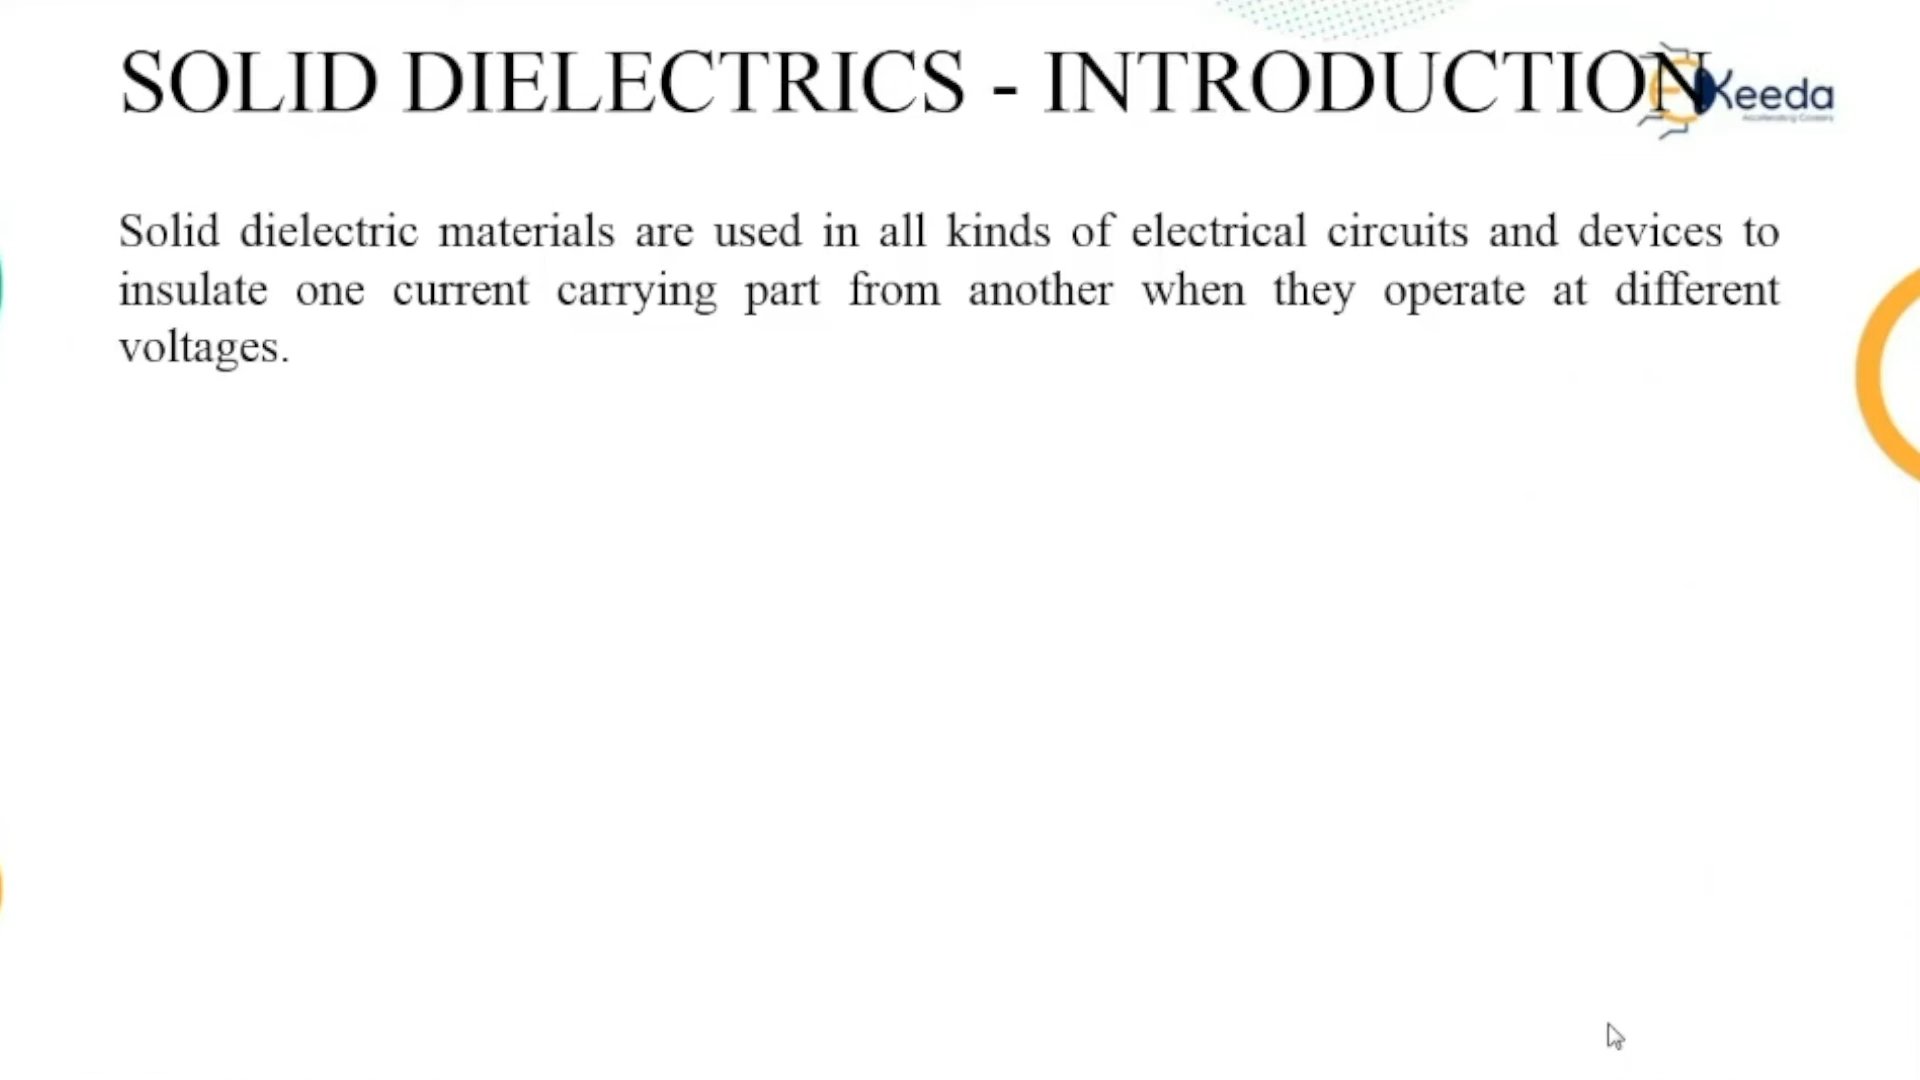 SOLID DIELECTRICS - INTRODUCTION
Keeda
Solid dielectric materials are used in all kinds of electrical circuits and devices to
insulate one current carrying part from another when they operate at different
voltages.